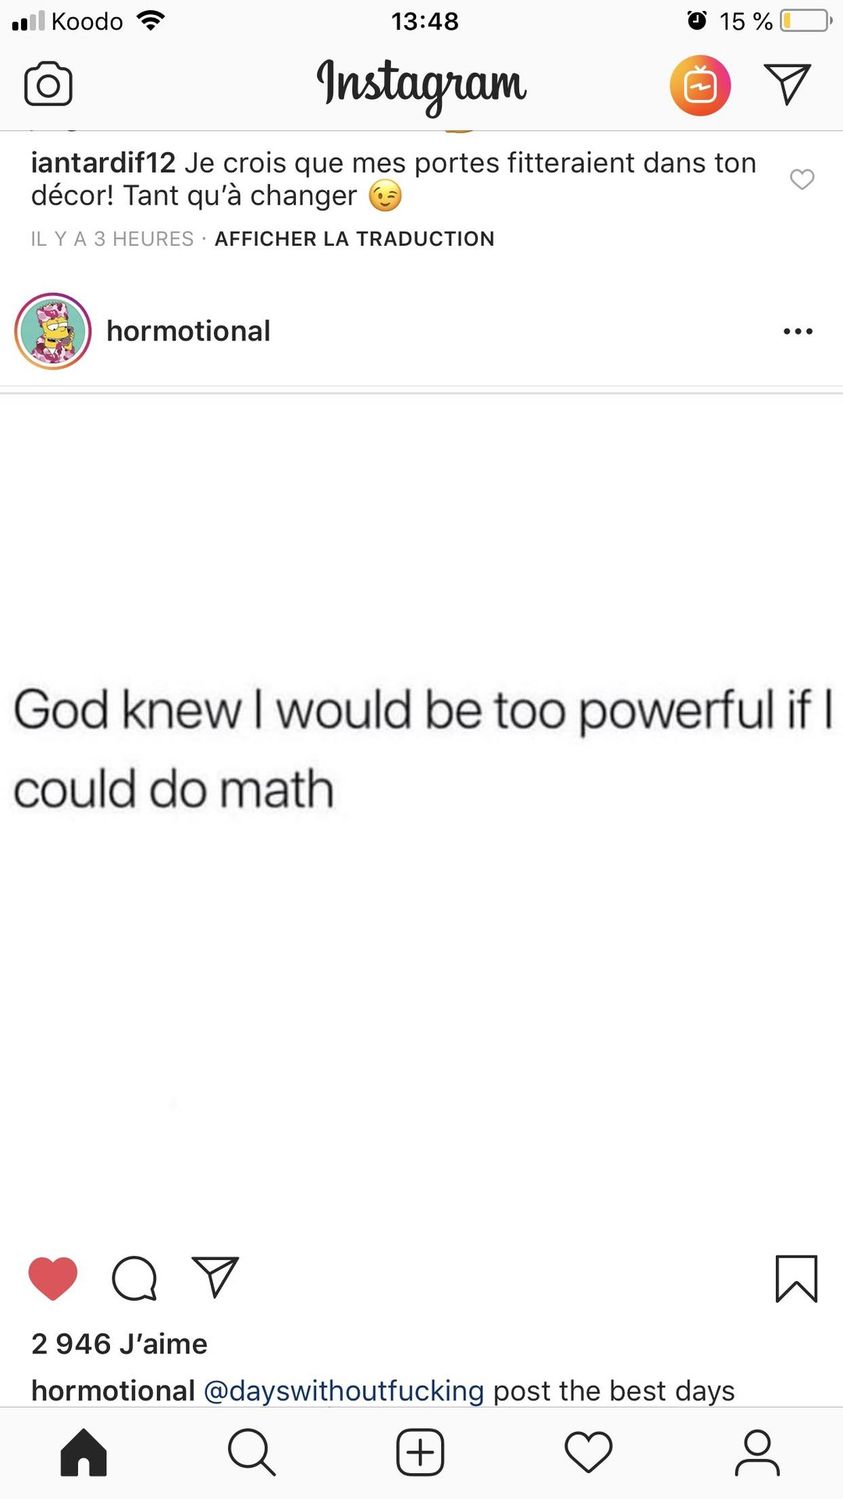 Koodo 13:48 15 %
Instagram
iantardif12 Je crois que mes portes fitteraient dans ton
décor! Tant qu'à changer 😉
IL Y A 3 HEURES · AFFICHER LA TRADUCTION
hormotional
God knew I would be too powerful if I
could do math
2 946 J'aime
hormotional @dayswithoutfucking post the best days